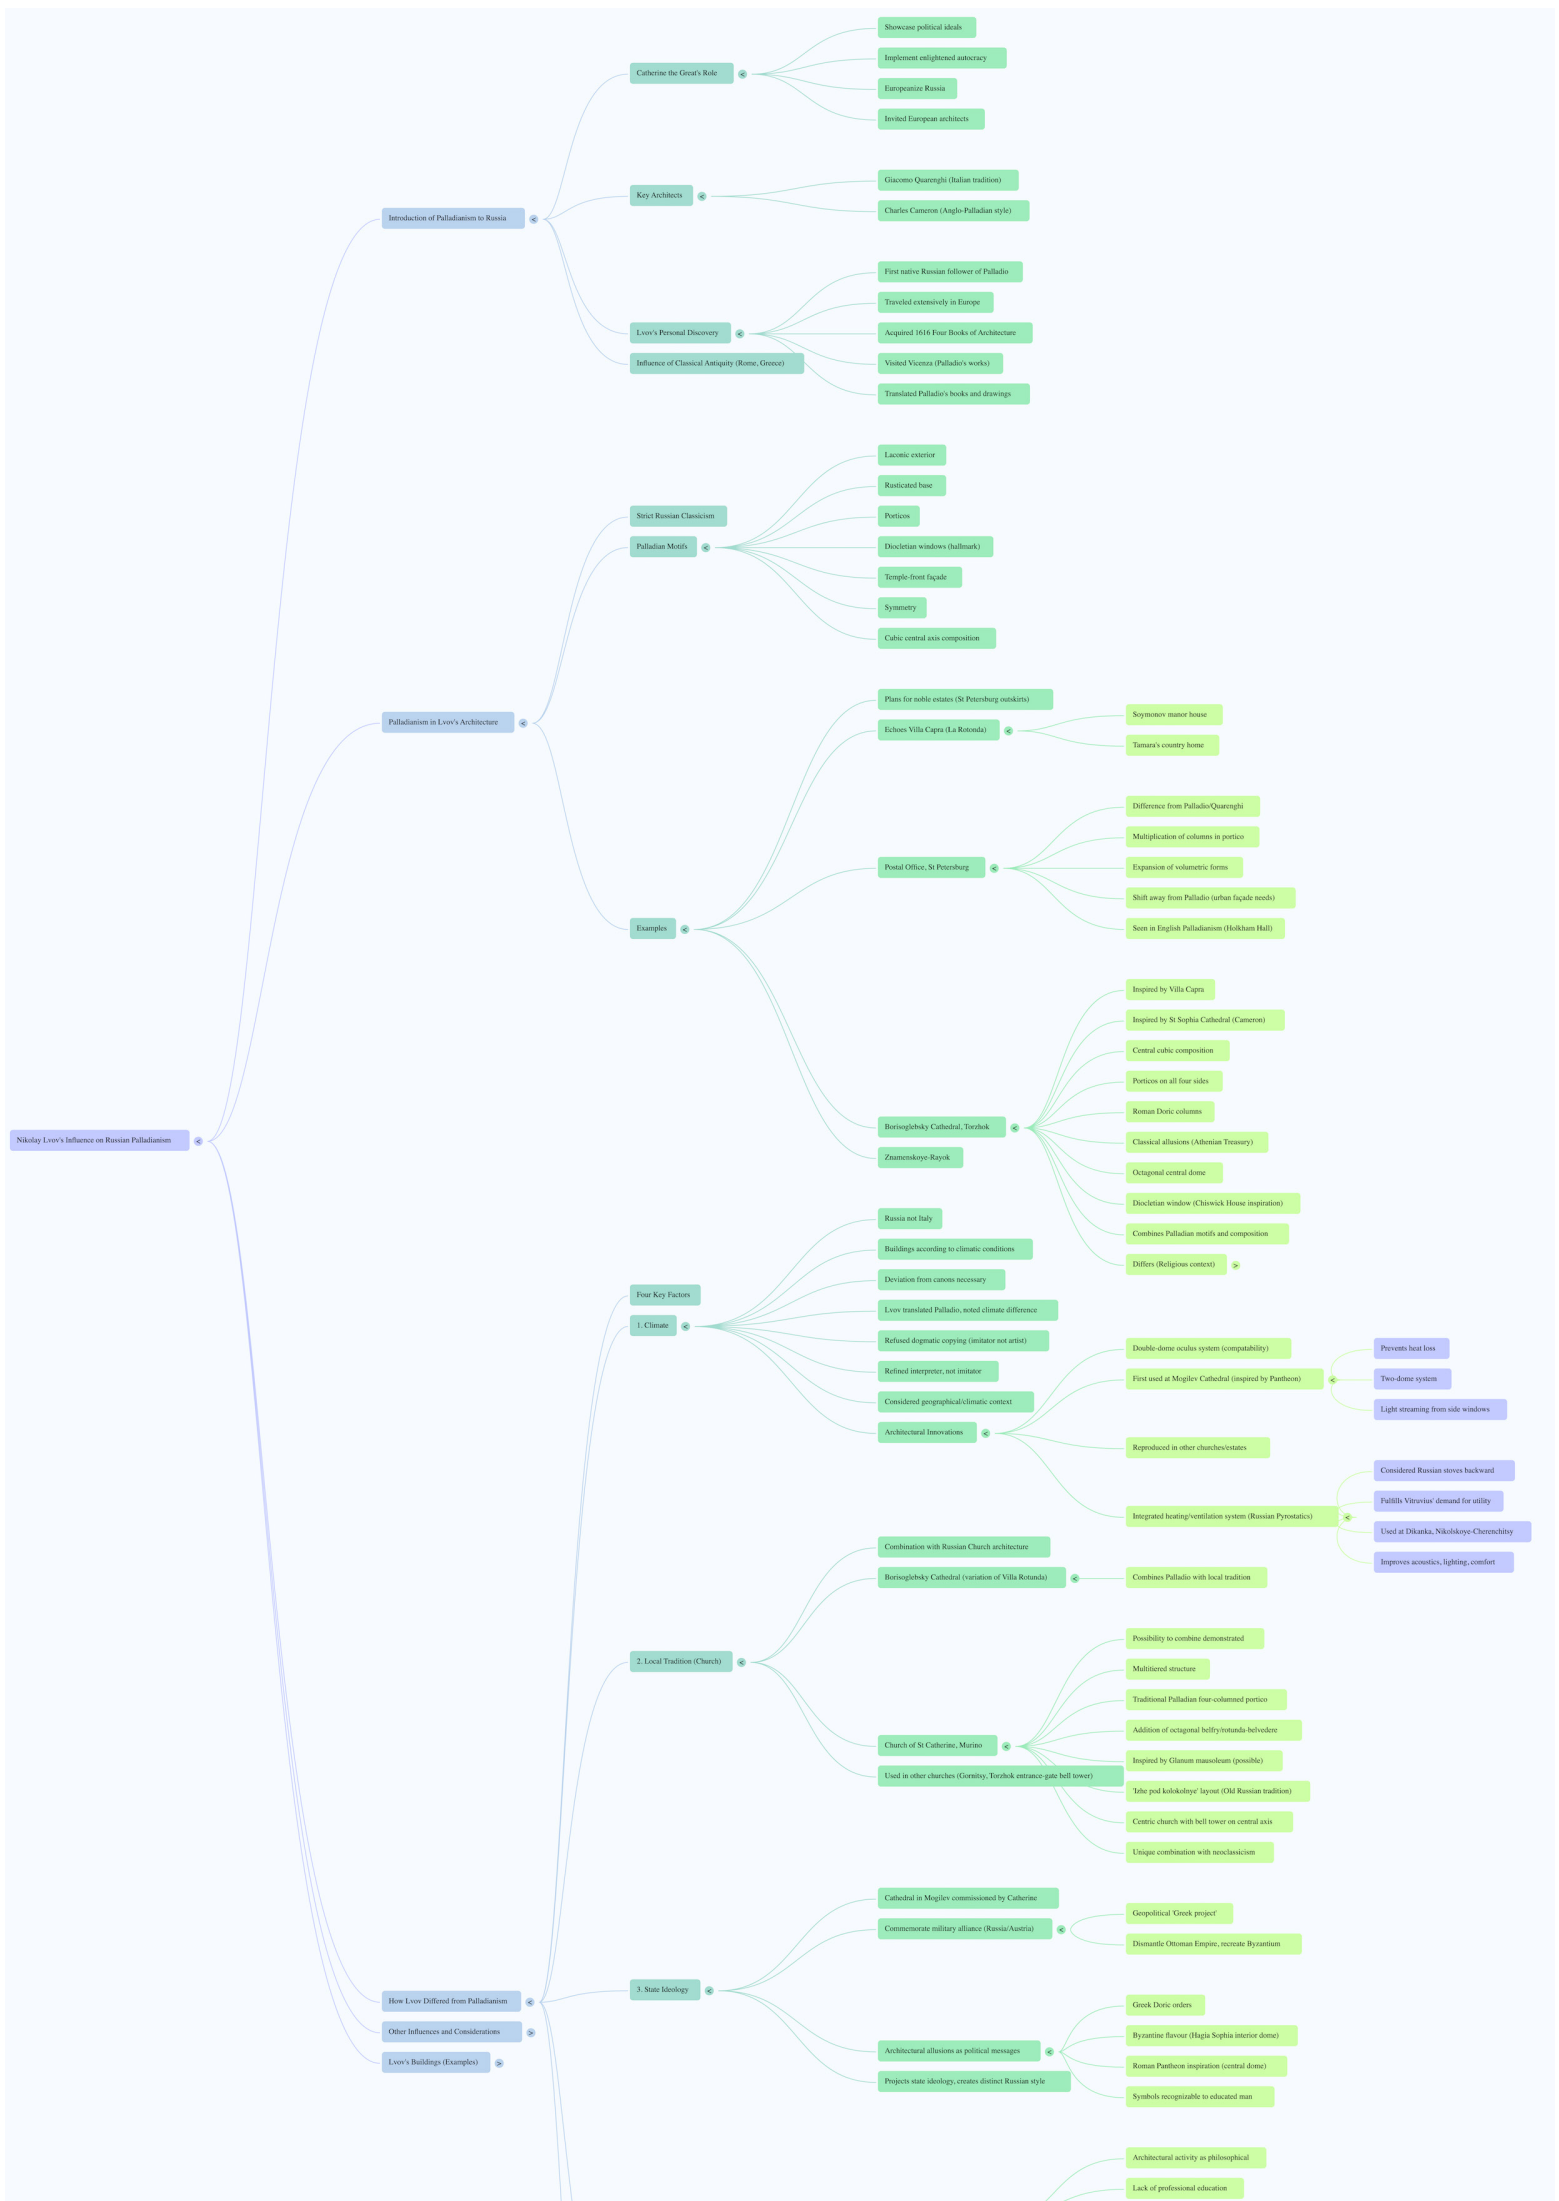 Nikolay Lvov's Influence on Russian Palladianism
Introduction of Palladianism to Russia
Catherine the Great's Role
Showcase political ideals
Implement enlightened autocracy
Europeanize Russia
Invited European architects
Key Architects
Giacomo Quarenghi (Italian tradition)
Charles Cameron (Anglo-Palladian style)
Lvov's Personal Discovery
First native Russian follower of Palladio
Traveled extensively in Europe
Acquired 1616 Four Books of Architecture
Visited Vicenza (Palladio's works)
Translated Palladio's books and drawings
Influence of Classical Antiquity (Rome, Greece)
Palladianism in Lvov's Architecture
Strict Russian Classicism
Palladian Motifs
Laconic exterior
Rusticated base
Porticos
Diocletian windows (hallmark)
Temple-front façade
Symmetry
Cubic central axis composition
Examples
Plans for noble estates (St Petersburg outskirts)
Echoes Villa Capra (La Rotonda)
Soymonov manor house
Tamara's country home
Postal Office, St Petersburg
Difference from Palladio/Quarenghi
Multiplication of columns in portico
Expansion of volumetric forms
Shift away from Palladio (urban façade needs)
Seen in English Palladianism (Holkham Hall)
Borisoglebsky Cathedral, Torzhok
Inspired by Villa Capra
Inspired by St Sophia Cathedral (Cameron)
Central cubic composition
Porticos on all four sides
Roman Doric columns
Classical allusions (Athenian Treasury)
Octagonal central dome
Diocletian window (Chiswick House inspiration)
Combines Palladian motifs and composition
Differs (Religious context)
Znamenskoye-Rayok
How Lvov Differed from Palladianism
Four Key Factors
1. Climate
Russia not Italy
Buildings according to climatic conditions
Deviation from canons necessary
Lvov translated Palladio, noted climate difference
Refused dogmatic copying (imitator not artist)
Refined interpreter, not imitator
Considered geographical/climatic context
Architectural Innovations
Double-dome oculus system (compatability)
First used at Mogilev Cathedral (inspired by Pantheon)
Prevents heat loss
Two-dome system
Light streaming from side windows
Reproduced in other churches/estates
Integrated heating/ventilation system (Russian Pyrostatics)
Considered Russian stoves backward
Fulfills Vitruvius' demand for utility
Used at Dikanka, Nikolskoye-Cherenchitsy
Improves acoustics, lighting, comfort
2. Local Tradition (Church)
Combination with Russian Church architecture
Borisoglebsky Cathedral (variation of Villa Rotunda)
Combines Palladio with local tradition
Church of St Catherine, Murino
Possibility to combine demonstrated
Multitiered structure
Traditional Palladian four-columned portico
Addition of octagonal belfry/rotunda-belvedere
Inspired by Glanum mausoleum (possible)
'Izhe pod kolokolnye' layout (Old Russian tradition)
Centric church with bell tower on central axis
Unique combination with neoclassicism
Used in other churches (Gornitsy, Torzhok entrance-gate bell tower)
3. State Ideology
Cathedral in Mogilev commissioned by Catherine
Commemorate military alliance (Russia/Austria)
Geopolitical 'Greek project'
Dismantle Ottoman Empire, recreate Byzantium
Architectural allusions as political messages
Greek Doric orders
Byzantine flavour (Hagia Sophia interior dome)
Roman Pantheon inspiration (central dome)
Symbols recognizable to educated man
Projects state ideology, creates distinct Russian style
Architectural activity as philosophical
Lack of professional education
Other Influences and Considerations
Lvov's Buildings (Examples)